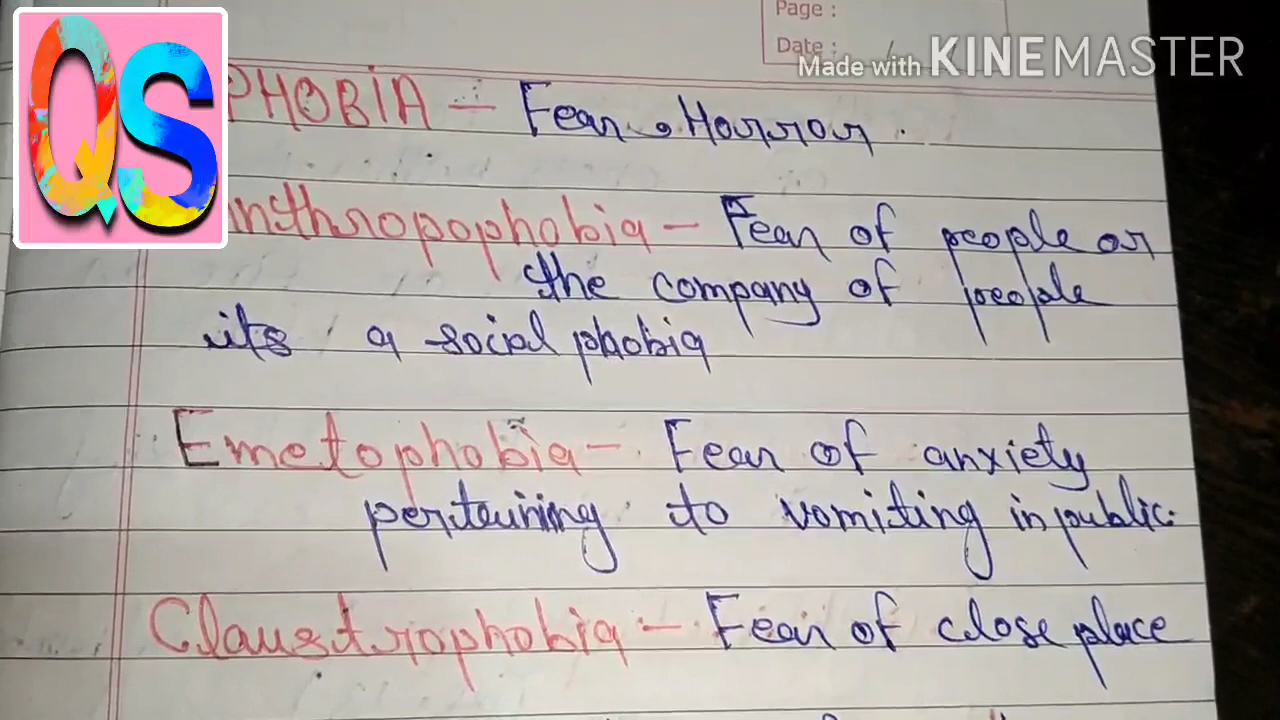 Page :
Date :
Made with KINEMASTER
QS
PHOBIA — Fear, Horror.
nthropophobia — Fear of people or
the company of people
its a social phobia
Emetophobia — Fear of anxiety
pertaining to vomiting in public.
Claustrophobia — Fear of close place